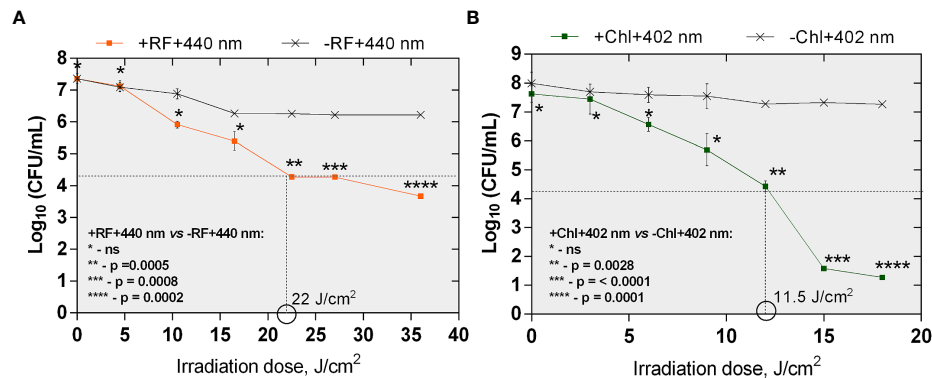 A
+RF+440 nm
-RF+440 nm
8
7
6
5
4
3
2
1
0
Log10 (CFU/mL)
*
*
*
*
**
***
****
+RF+440 nm vs -RF+440 nm:
* - ns
** - p =0.0005
*** - p = 0.0008
**** - p = 0.0002
22 J/cm2
0 5 10 15 20 25 30 35 40
Irradiation dose, J/cm2
B
+Chl+402 nm
-Chl+402 nm
9
8
7
6
5
4
3
2
1
0
Log10 (CFU/mL)
*
*
*
*
**
***
****
+Chl+402 nm vs -Chl+402 nm:
* - ns
** - p = 0.0028
*** - p = < 0.0001
**** - p = 0.0001
11.5 J/cm2
0 5 10 15 20
Irradiation dose, J/cm2